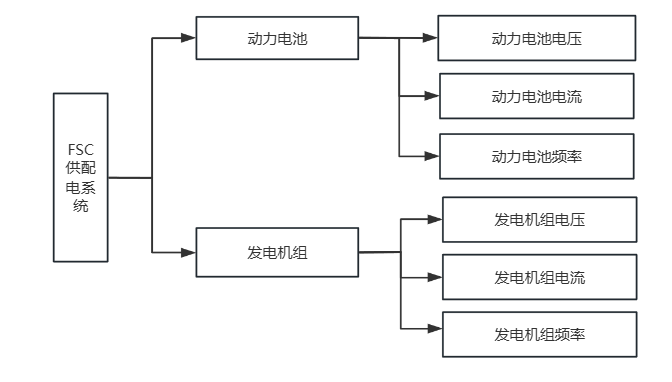 FSC
供配
电系
统
动力电池
动力电池电压
动力电池电流
动力电池频率
发电机组
发电机组电压
发电机组电流
发电机组频率